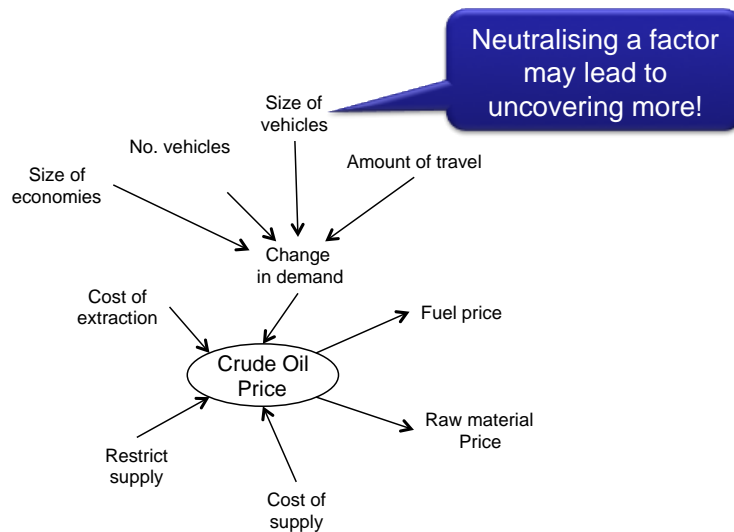 Neutralising a factor
may lead to
uncovering more!
Size of
vehicles
No. vehicles
Amount of travel
Size of
economies
Change
in demand
Cost of
extraction
Fuel price
Crude Oil
Price
Raw material
Price
Restrict
supply
Cost of
supply